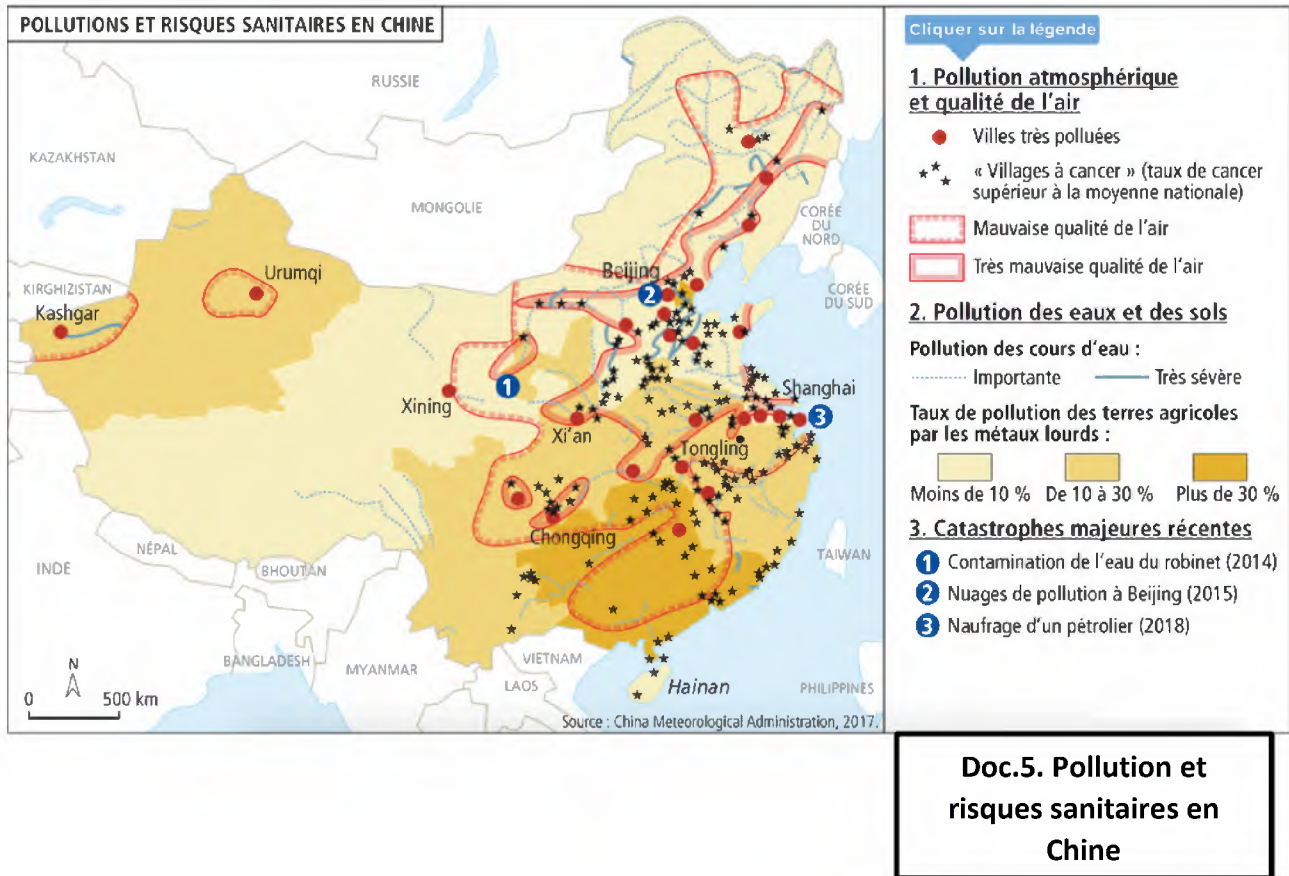 POLLUTIONS ET RISQUES SANITAIRES EN CHINE
RUSSIE
KAZAKHSTAN
MONGOLIE
CORÉE
DU
NORD
KIRGHIZISTAN
Urumqi
Beijing
2
CORÉE
DU SUD
Kashgar
1
Xining
Shanghai
3
Xi'an
Tongling
Chongqing
NÉPAL
INDE
BHOUTAN
TAIWAN
BANGLADESH
MYANMAR
VIETNAM
LAOS
Hainan
PHILIPPINES
N
0 500 km
Source : China Meteorological Administration, 2017.
Cliquer sur la légende
1. Pollution atmosphérique
et qualité de l'air
Villes très polluées
« Villages à cancer » (taux de cancer
supérieur à la moyenne nationale)
Mauvaise qualité de l'air
Très mauvaise qualité de l'air
2. Pollution des eaux et des sols
Pollution des cours d'eau :
Importante Très sévère
Taux de pollution des terres agricoles
par les métaux lourds :
Moins de 10 % De 10 à 30 % Plus de 30 %
3. Catastrophes majeures récentes
1 Contamination de l'eau du robinet (2014)
2 Nuages de pollution à Beijing (2015)
3 Naufrage d'un pétrolier (2018)
Doc.5. Pollution et
risques sanitaires en
Chine